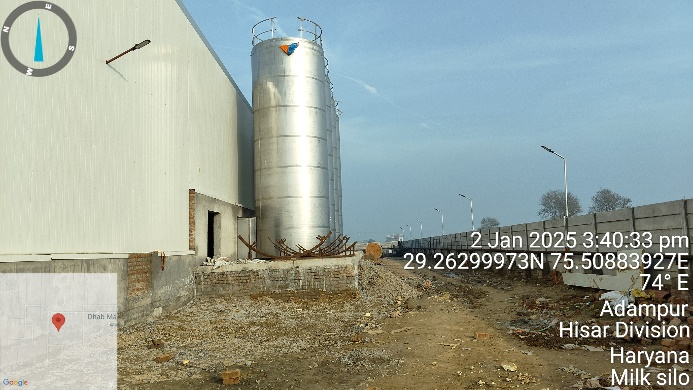 N
E
S
W
2 Jan 2025 3:40:33 pm
29.26299973N 75.50883927E
74° E
Adampur
Hisar Division
Haryana
Milk silo
Google